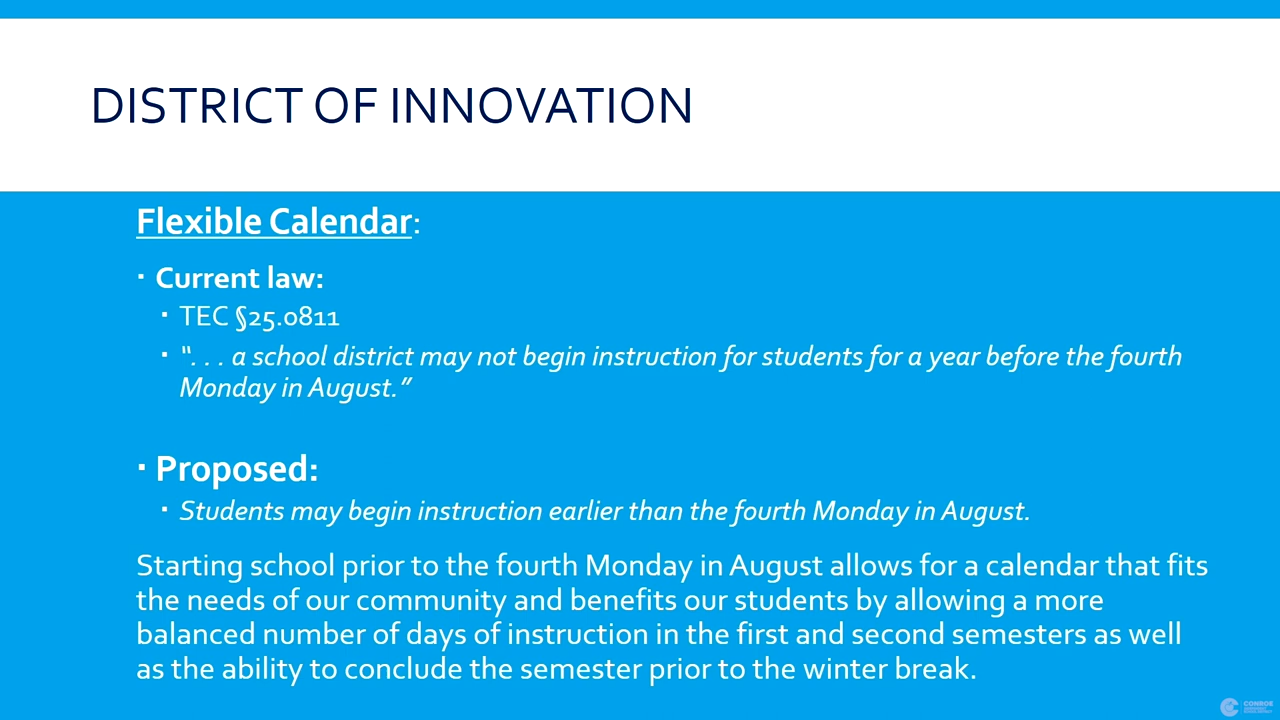 DISTRICT OF INNOVATION
Flexible Calendar:
▪ Current law:
▪ TEC §25.0811
▪ “. . . a school district may not begin instruction for students for a year before the fourth
Monday in August.”
▪ Proposed:
▪ Students may begin instruction earlier than the fourth Monday in August.
Starting school prior to the fourth Monday in August allows for a calendar that fits
the needs of our community and benefits our students by allowing a more
balanced number of days of instruction in the first and second semesters as well
as the ability to conclude the semester prior to the winter break.
CONROE